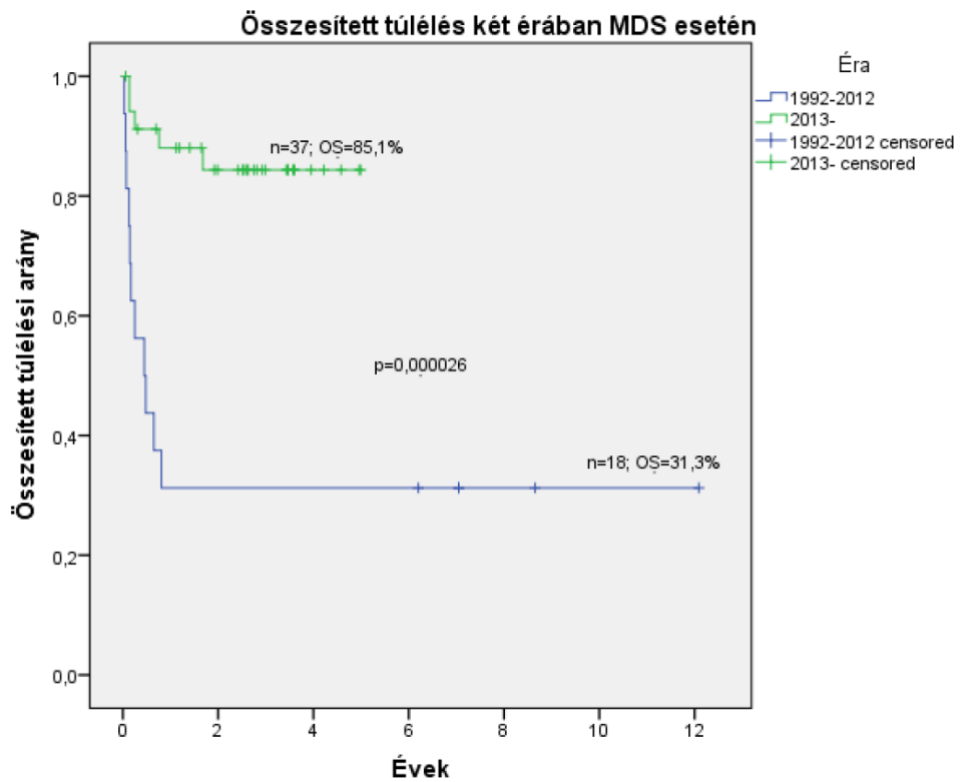 Összesített túlélés két érában MDS esetén
Éra
1992-2012
2013-
1992-2012 censored
2013- censored
Összesített túlélési arány
1,0
0,8
0,6
0,4
0,2
0,0
n=37; OS=85,1%
p=0,000026
n=18; OS=31,3%
0 2 4 6 8 10 12
Évek